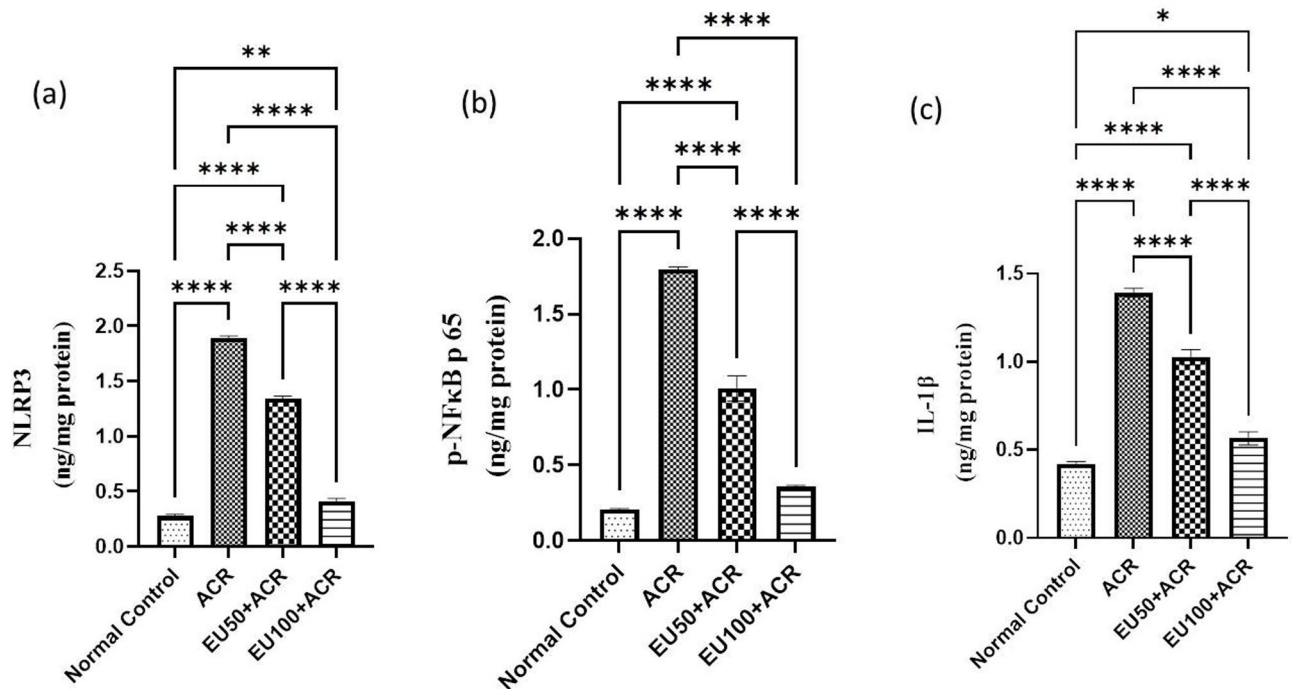 (a)
**
****
****
****
****
****
NLRP3
(ng/mg protein)
2.5
2.0
1.5
1.0
0.5
0.0
Normal Control
ACR
EU50+ACR
EU100+ACR
(b)
****
****
****
****
****
p-NFκB p 65
(ng/mg protein)
2.0
1.5
1.0
0.5
0.0
Normal Control
ACR
EU50+ACR
EU100+ACR
(c)
*
****
****
****
****
****
IL-1β
(ng/mg protein)
1.5
1.0
0.5
0.0
Normal Control
ACR
EU50+ACR
EU100+ACR